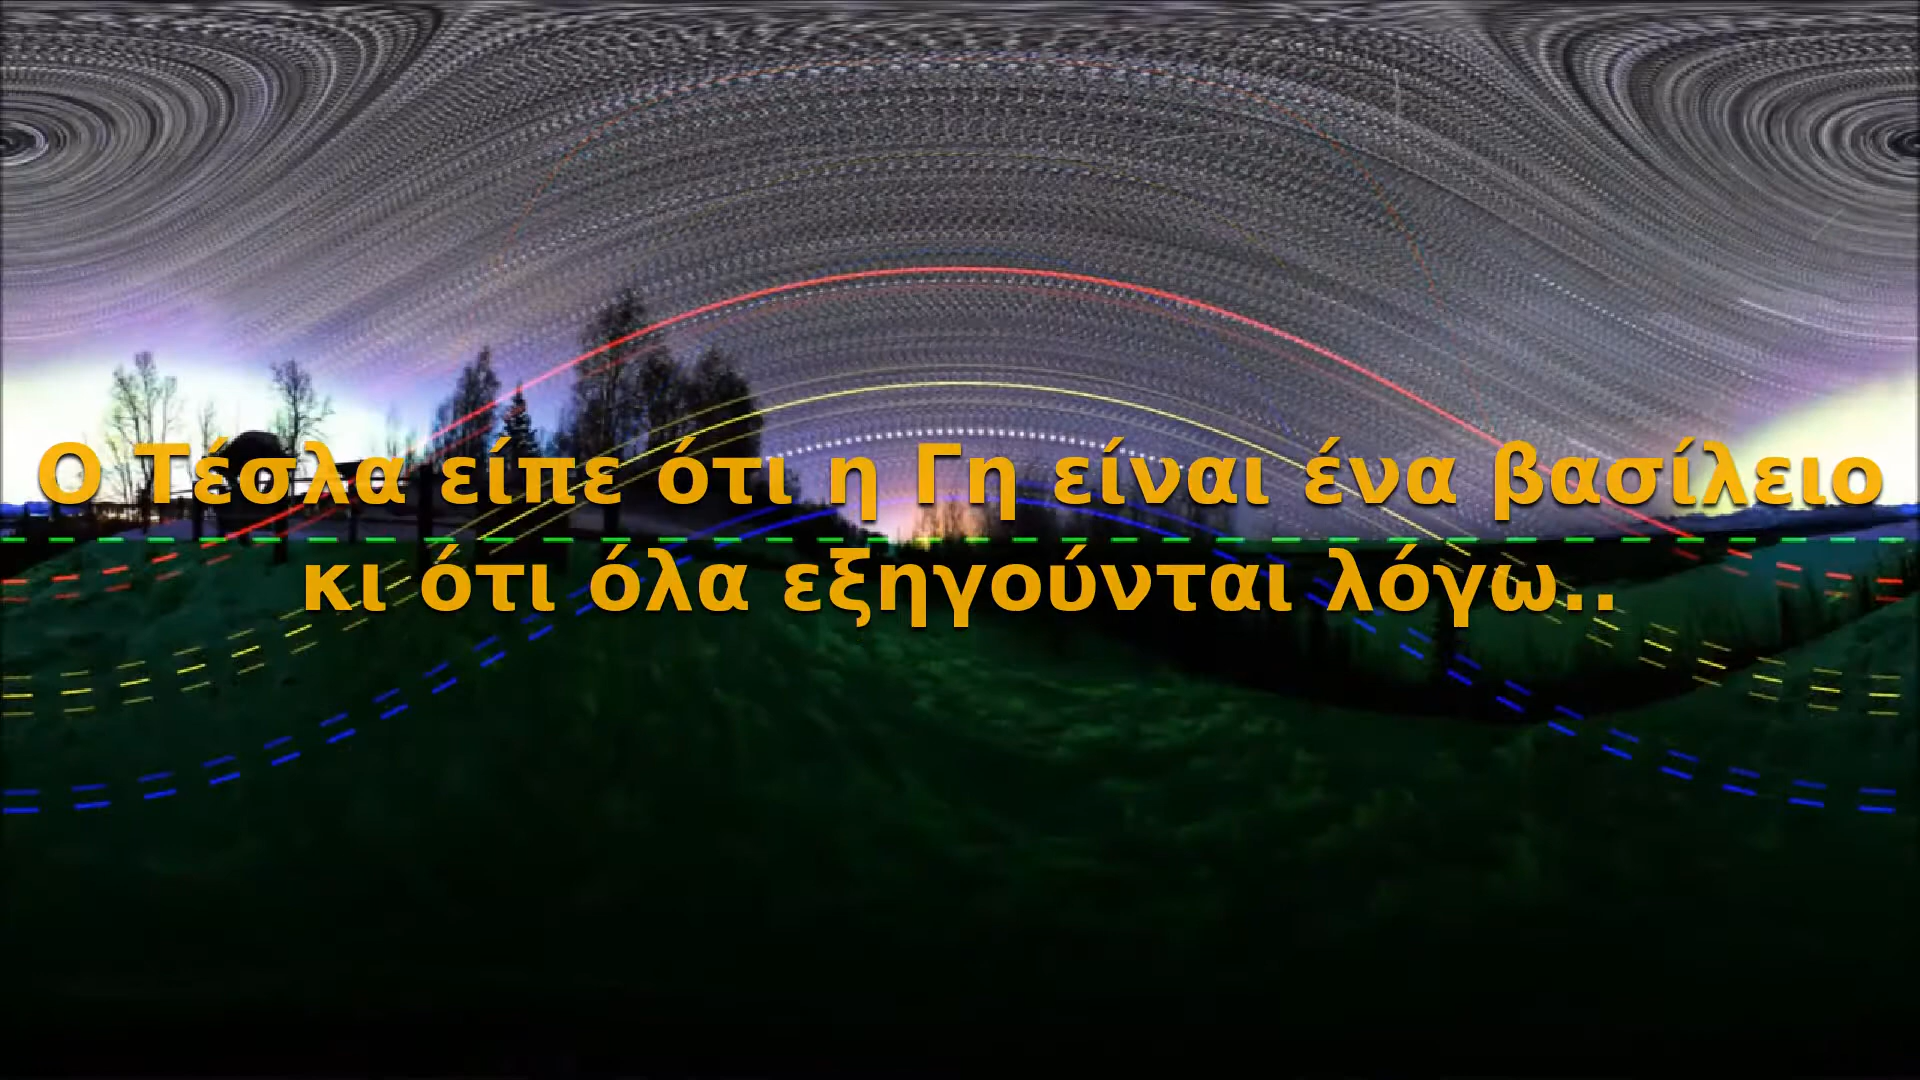 Ο Τέσλα είπε ότι η Γη είναι ένα βασίλειο
κι ότι όλα εξηγούνται λόγω..